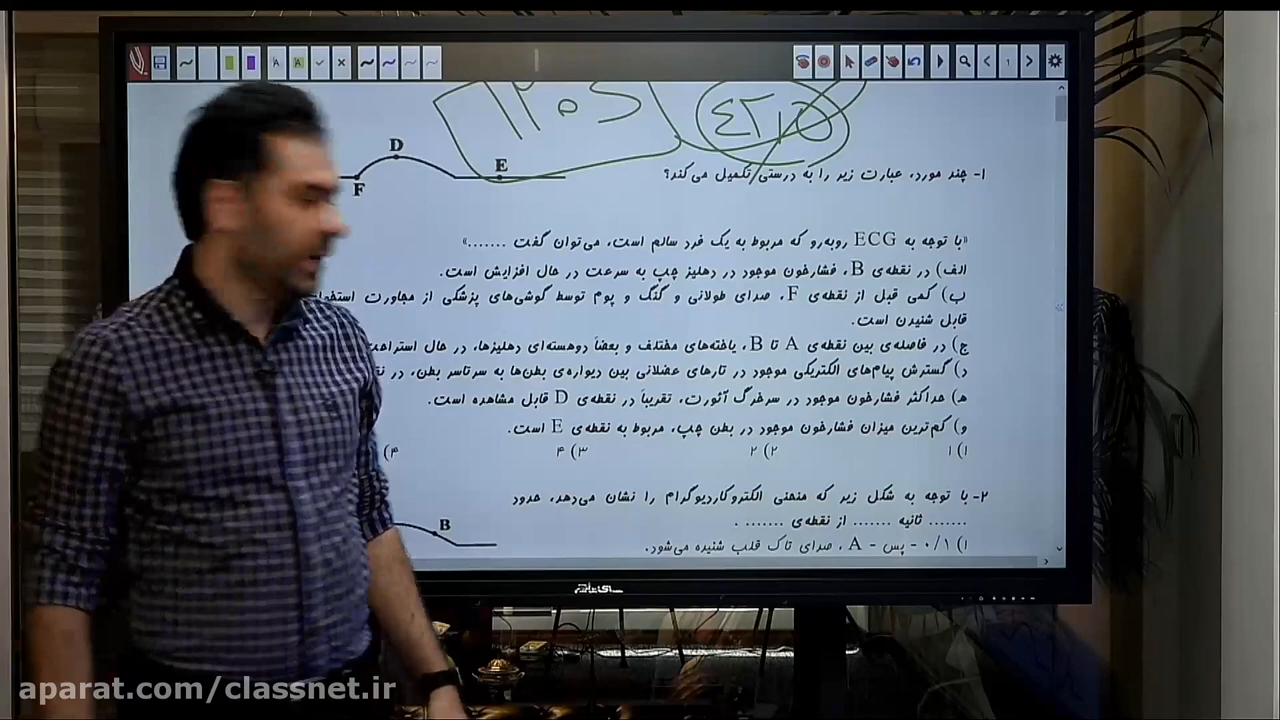 ۱۲۰۵
۴۲,۵
D
E
F
۱- چند مورد، عبارت زیر را به درستی تکمیل می‌کند؟
«با توجه به ECG روبه‌رو که مربوط به یک فرد سالم است، می‌توان گفت .......»
الف) در نقطه‌ی B، فشارخون موجود در دهلیز چپ به سرعت در حال افزایش است.
ب) کمی قبل از نقطه‌ی F، صدای طولانی و گنگ و پوم توسط گوشی‌های پزشکی از مجاورت
قابل شنیدن است.
ج) در فاصله‌ی بین نقطه‌ی A تا B، یاخته‌های مختلف و بعضاً دوهسته‌ای دهلیزها، در حال
د) گسترش پیام‌های الکتریکی موجود در تارهای عضلانی بین دیواره‌ی بطن‌ها به سرتاسر بطن، در
ه) حداکثر فشارخون موجود در سرخرگ آئورت، تقریباً در نقطه‌ی D قابل مشاهده است.
و) کم‌ترین میزان فشارخون موجود در بطن چپ، مربوط به نقطه‌ی E است.
۱) ۱ ۲) ۲ ۳) ۴ ۴)
۲- با توجه به شکل زیر که منحنی الکتروکاردیوگرام را نشان می‌دهد، حدود
....... ثانیه ....... از نقطه‌ی ....... .
B
۱) ۰/۱ - پس - A، صدای تاک قلب شنیده می‌شود.
aparat.com/classnet.ir